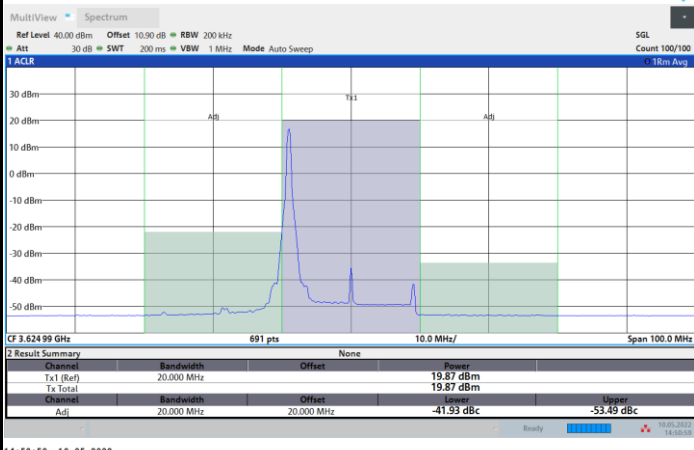 MultiView Spectrum
Ref Level 40.00 dBm Offset 10.90 dB RBW 200 kHz SGL
Att 30 dB SWT 200 ms VBW 1 MHz Mode Auto Sweep Count 100/100
1 ACLR 1Rm Avg
30 dBm
Tx1
20 dBm
Adj Adj
10 dBm
0 dBm
-10 dBm
-20 dBm
-30 dBm
-40 dBm
-50 dBm
CF 3.624 99 GHz 691 pts 10.0 MHz/ Span 100.0 MHz
2 Result Summary None
Channel Bandwidth Offset Power
Tx1 (Ref) 20.000 MHz 19.87 dBm
Tx Total 19.87 dBm
Channel Bandwidth Offset Lower Upper
Adj 20.000 MHz 20.000 MHz -41.93 dBc -53.49 dBc
Ready 10.05.2022
14:50:50